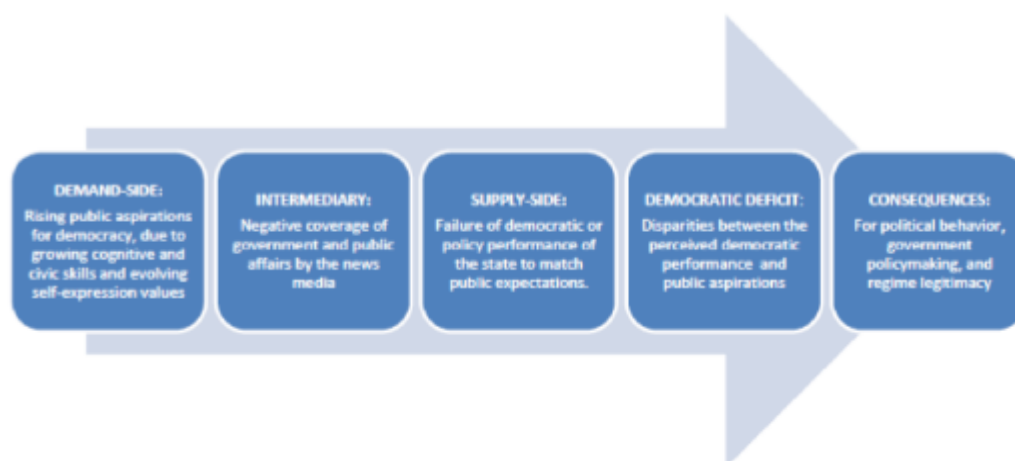 DEMAND-SIDE:
Rising public aspirations
for democracy, due to
growing cognitive and
civic skills and evolving
self-expression values
INTERMEDIARY:
Negative coverage of
government and public
affairs by the news
media
SUPPLY-SIDE:
Failure of democratic or
policy performance of
the state to match
public expectations.
DEMOCRATIC DEFICIT:
Disparities between the
perceived democratic
performance and
public aspirations
CONSEQUENCES:
For political behavior,
government
policymaking, and
regime legitimacy